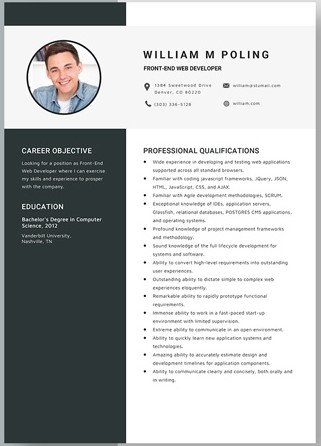 WILLIAM M POLING
FRONT-END WEB DEVELOPER
1384 Sweetwood Drive
Denver, CO 80220
william@utumail.com
(303) 336-5128
william.com
CAREER OBJECTIVE
Looking for a position as Front-End
Web Developer where I can exercise
my skills and experience to prosper
with the company.
EDUCATION
Bachelor's Degree in Computer
Science, 2012
Vanderbilt University,
Nashville, TN
PROFESSIONAL QUALIFICATIONS
Wide experience in developing and testing web applications
supported across all standard browsers.
Familiar with coding javascript frameworks, JQuery, JSON,
HTML, JavaScript, CSS, and AJAX.
Familiar with Agile development methodologies, SCRUM.
Exceptional knowledge of IDEs, application servers,
Glassfish, relational databases, POSTGRES CMS applications,
and operating systems.
Profound knowledge of project management frameworks
and methodology.
Sound knowledge of the full lifecycle development for
systems and software.
Ability to convert high-level requirements into outstanding
user experiences.
Outstanding ability to dictate simple to complex web
experiences eloquently.
Remarkable ability to rapidly prototype functional
requirements.
Immense ability to work in a fast-paced start-up
environment with limited supervision.
Extreme ability to communicate in an open environment.
Ability to quickly learn new application systems and
technologies.
Amazing ability to accurately estimate design and
development timelines for application components.
Ability to communicate clearly and concisely, both orally and
in writing.